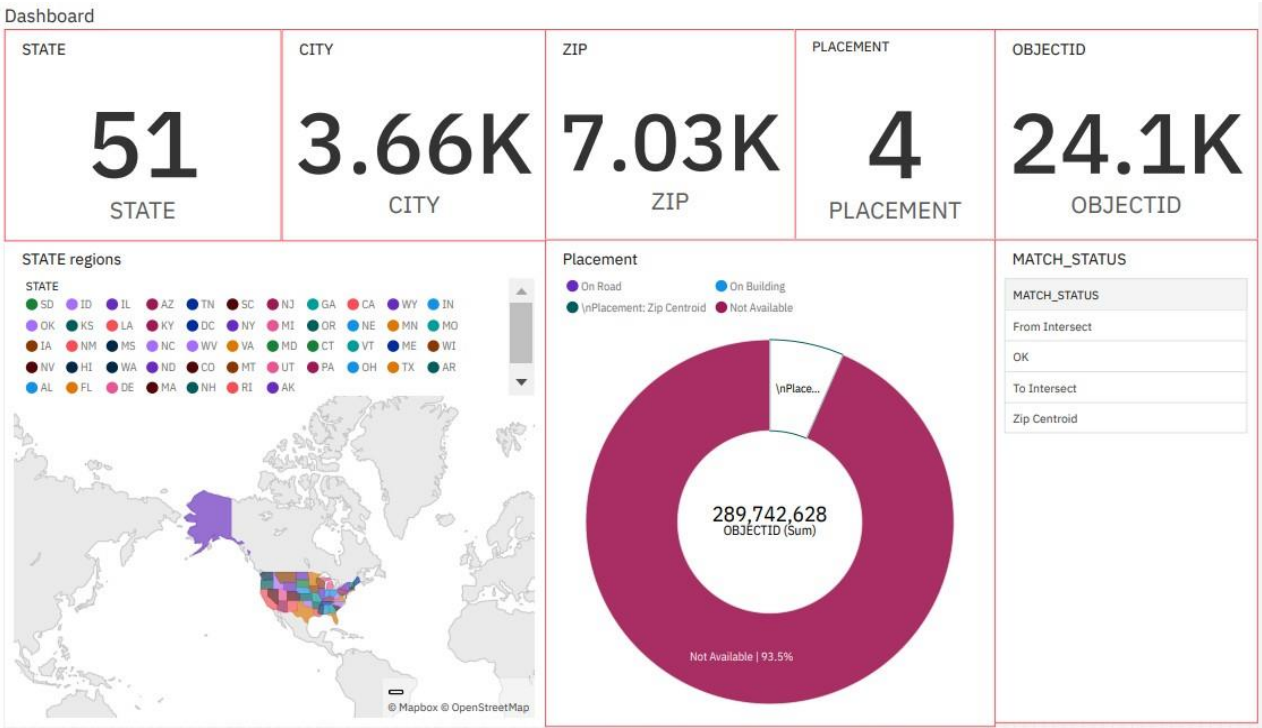 Dashboard
STATE
51
STATE
CITY
3.66K
CITY
ZIP
7.03K
ZIP
PLACEMENT
4
PLACEMENT
OBJECTID
24.1K
OBJECTID
STATE regions
STATE
SD ID IL AZ TN SC NJ GA CA WY IN
OK KS LA KY DC NY MI OR NE MN MO
IA NM MS NC WV VA MD CT VT ME WI
NV HI WA ND CO MT UT PA OH TX AR
AL FL DE MA NH RI AK
© Mapbox © OpenStreetMap
Placement
On Road On Building
\nPlacement: Zip Centroid Not Available
\nPlace...
289,742,628
OBJECTID (Sum)
Not Available | 93.5%
MATCH_STATUS
MATCH_STATUS
From Intersect
OK
To Intersect
Zip Centroid